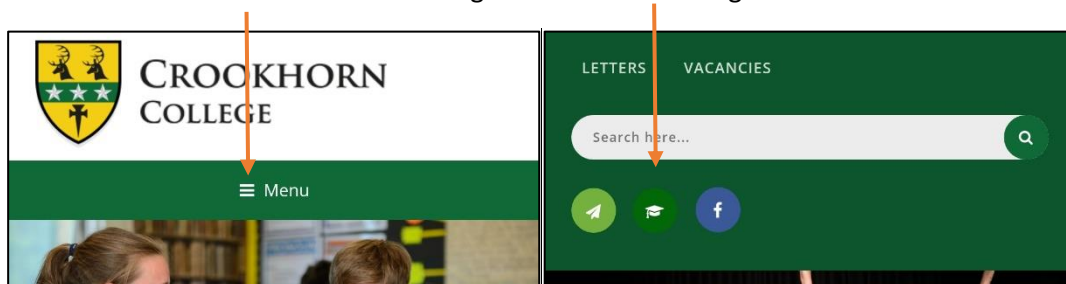 CROOKHORN
COLLEGE
Menu
LETTERS VACANCIES
Search here...
f